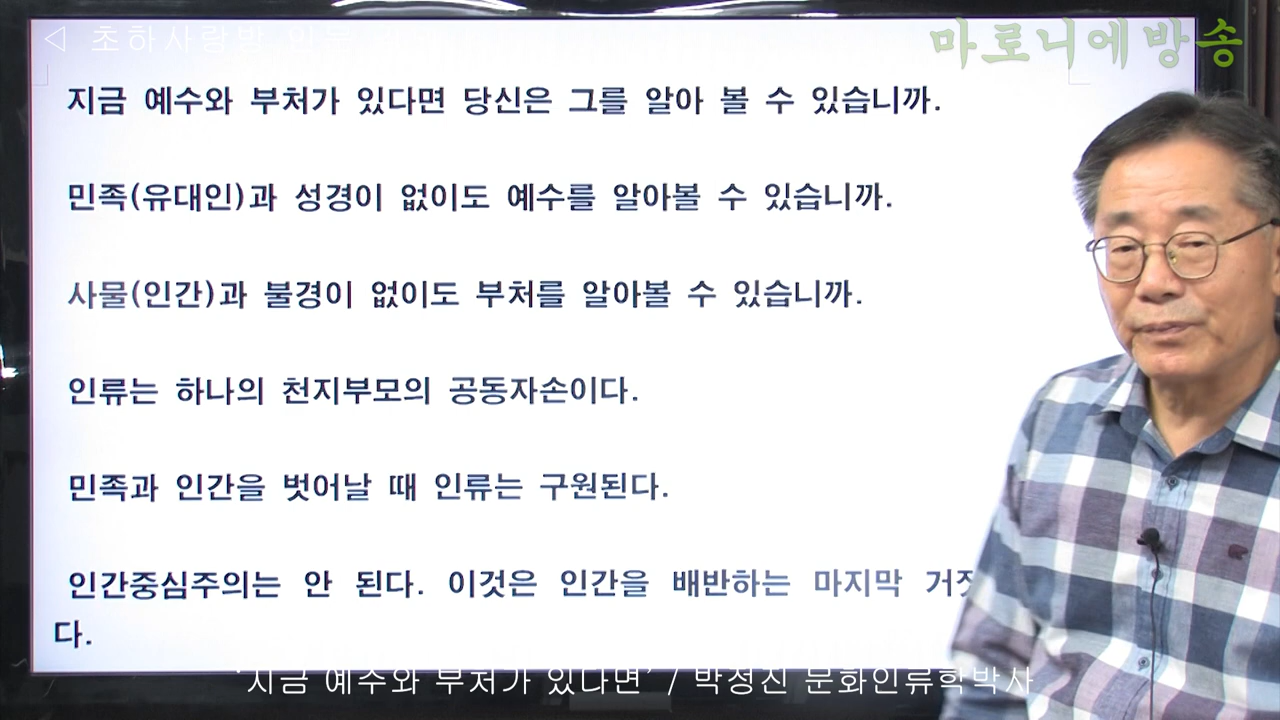 ◁ 초하사랑방 인문
마로니에방송
지금 예수와 부처가 있다면 당신은 그를 알아 볼 수 있습니까.
민족(유대인)과 성경이 없이도 예수를 알아볼 수 있습니까.
사물(인간)과 불경이 없이도 부처를 알아볼 수 있습니까.
인류는 하나의 천지부모의 공동자손이다.
민족과 인간을 벗어날 때 인류는 구원된다.
인간중심주의는 안 된다. 이것은 인간을 배반하는 마지막
다.
‘지금 예수와 부처가 있다면’ / 박정진 문화인류학박사